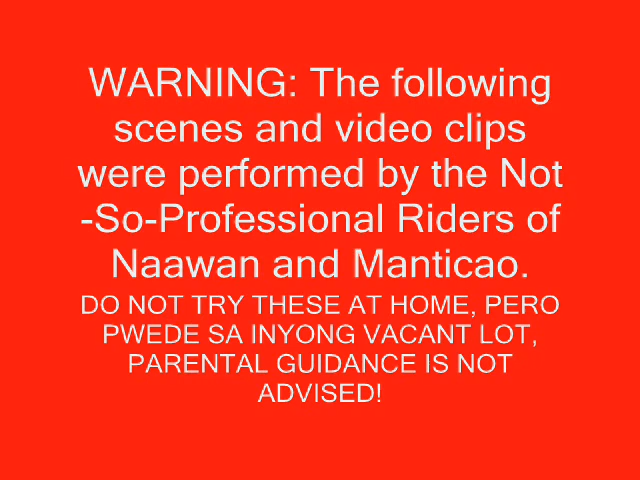 WARNING: The following
scenes and video clips
were performed by the Not
-So-Professional Riders of
Naawan and Manticao.
DO NOT TRY THESE AT HOME, PERO
PWEDE SA INYONG VACANT LOT,
PARENTAL GUIDANCE IS NOT
ADVISED!